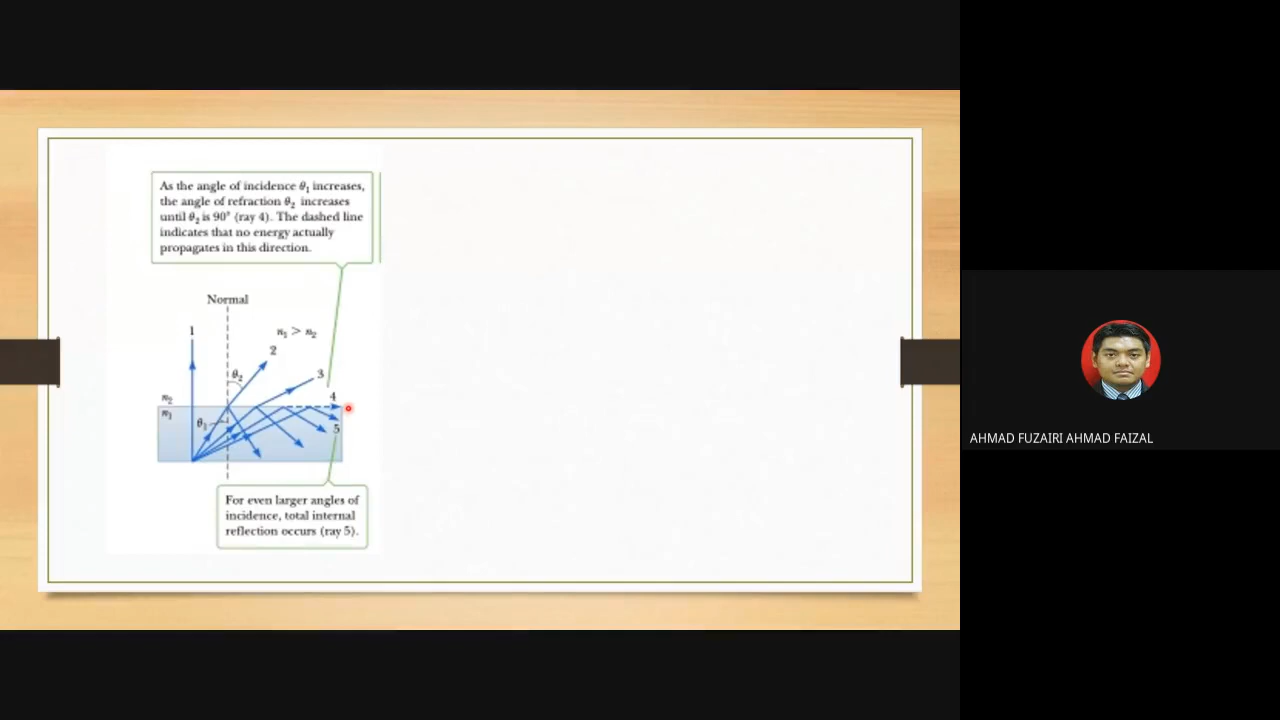 As the angle of incidence θ₁ increases,
the angle of refraction θ₂ increases
until θ₂ is 90° (ray 4). The dashed line
indicates that no energy actually
propagates in this direction.
Normal
1
n₁ > n₂
2
θ₂
3
4
n₂
n₁
θ₁
5
For even larger angles of
incidence, total internal
reflection occurs (ray 5).
AHMAD FUZAIRI AHMAD FAIZAL